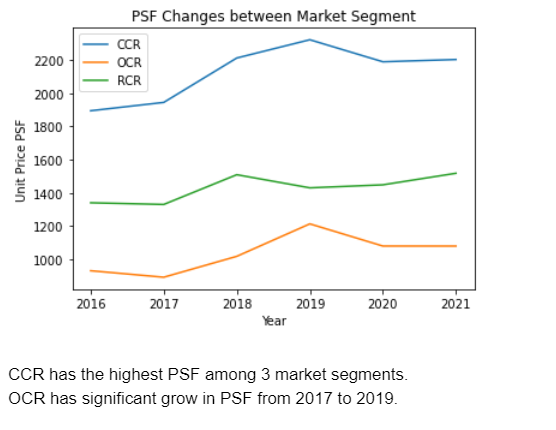 PSF Changes between Market Segment
CCR
OCR
RCR
Unit Price PSF
2200
2000
1800
1600
1400
1200
1000
2016 2017 2018 2019 2020 2021
Year
CCR has the highest PSF among 3 market segments.
OCR has significant grow in PSF from 2017 to 2019.